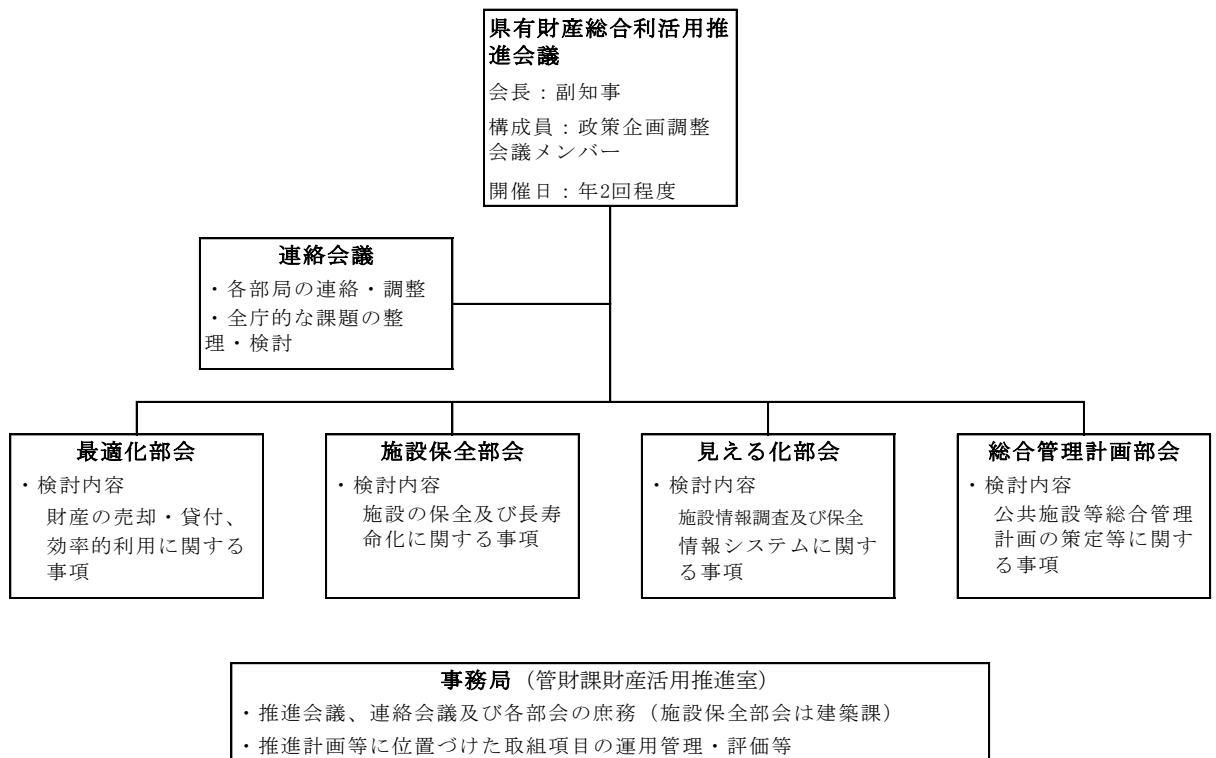 県有財産総合利活用推
進会議
会長：副知事
構成員：政策企画調整
会議メンバー
開催日：年2回程度
連絡会議
・各部局の連絡・調整
・全庁的な課題の整
理・検討
最適化部会
・検討内容
財産の売却・貸付、
効率的利用に関する
事項
施設保全部会
・検討内容
施設の保全及び長寿
命化に関する事項
見える化部会
・検討内容
施設情報調査及び保全
情報システムに関す
る事項
総合管理計画部会
・検討内容
公共施設等総合管理
計画の策定等に関す
る事項
事務局（管財課財産活用推進室）
・推進会議、連絡会議及び各部会の庶務（施設保全部会は建築課）
・推進計画等に位置づけた取組項目の運用管理・評価等